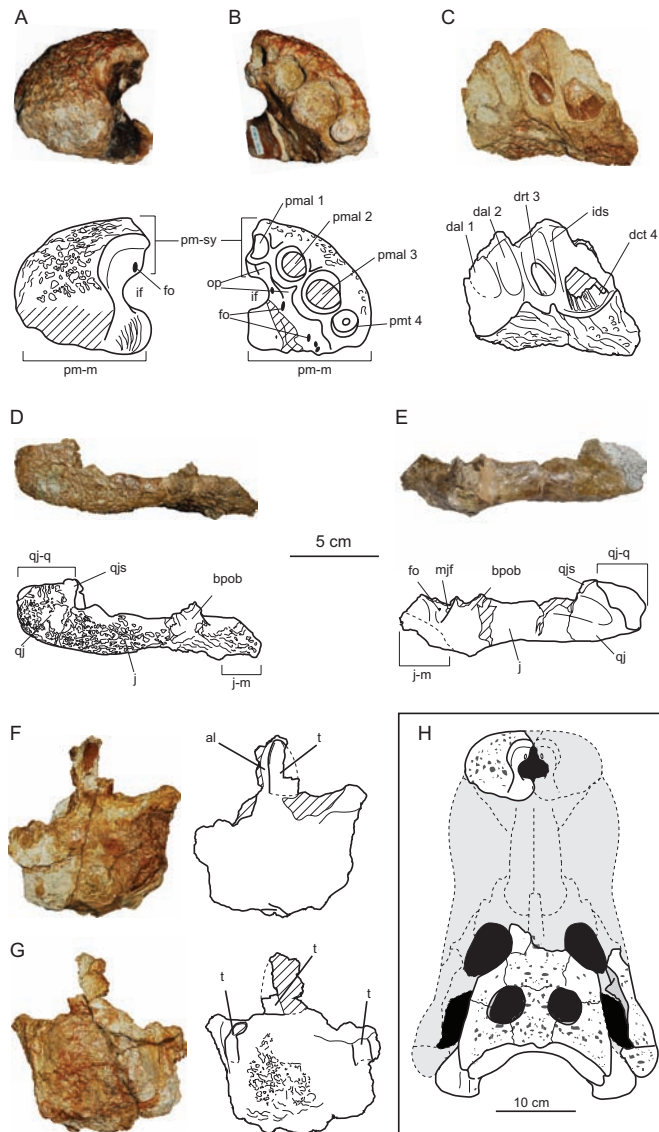 A
B
C
pm-sy
fo
if
pm-m
pmal 1
pmal 2
pmal 3
op
if
fo
pmt 4
pm-m
dal 1
dal 2
drt 3
ids
dct 4
D
E
5 cm
qj-q
qjs
bpob
qj
j
j-m
fo
mjf
bpob
qjs
qj-q
j-m
j
qj
F
al
t
G
t
t
t
H
10 cm